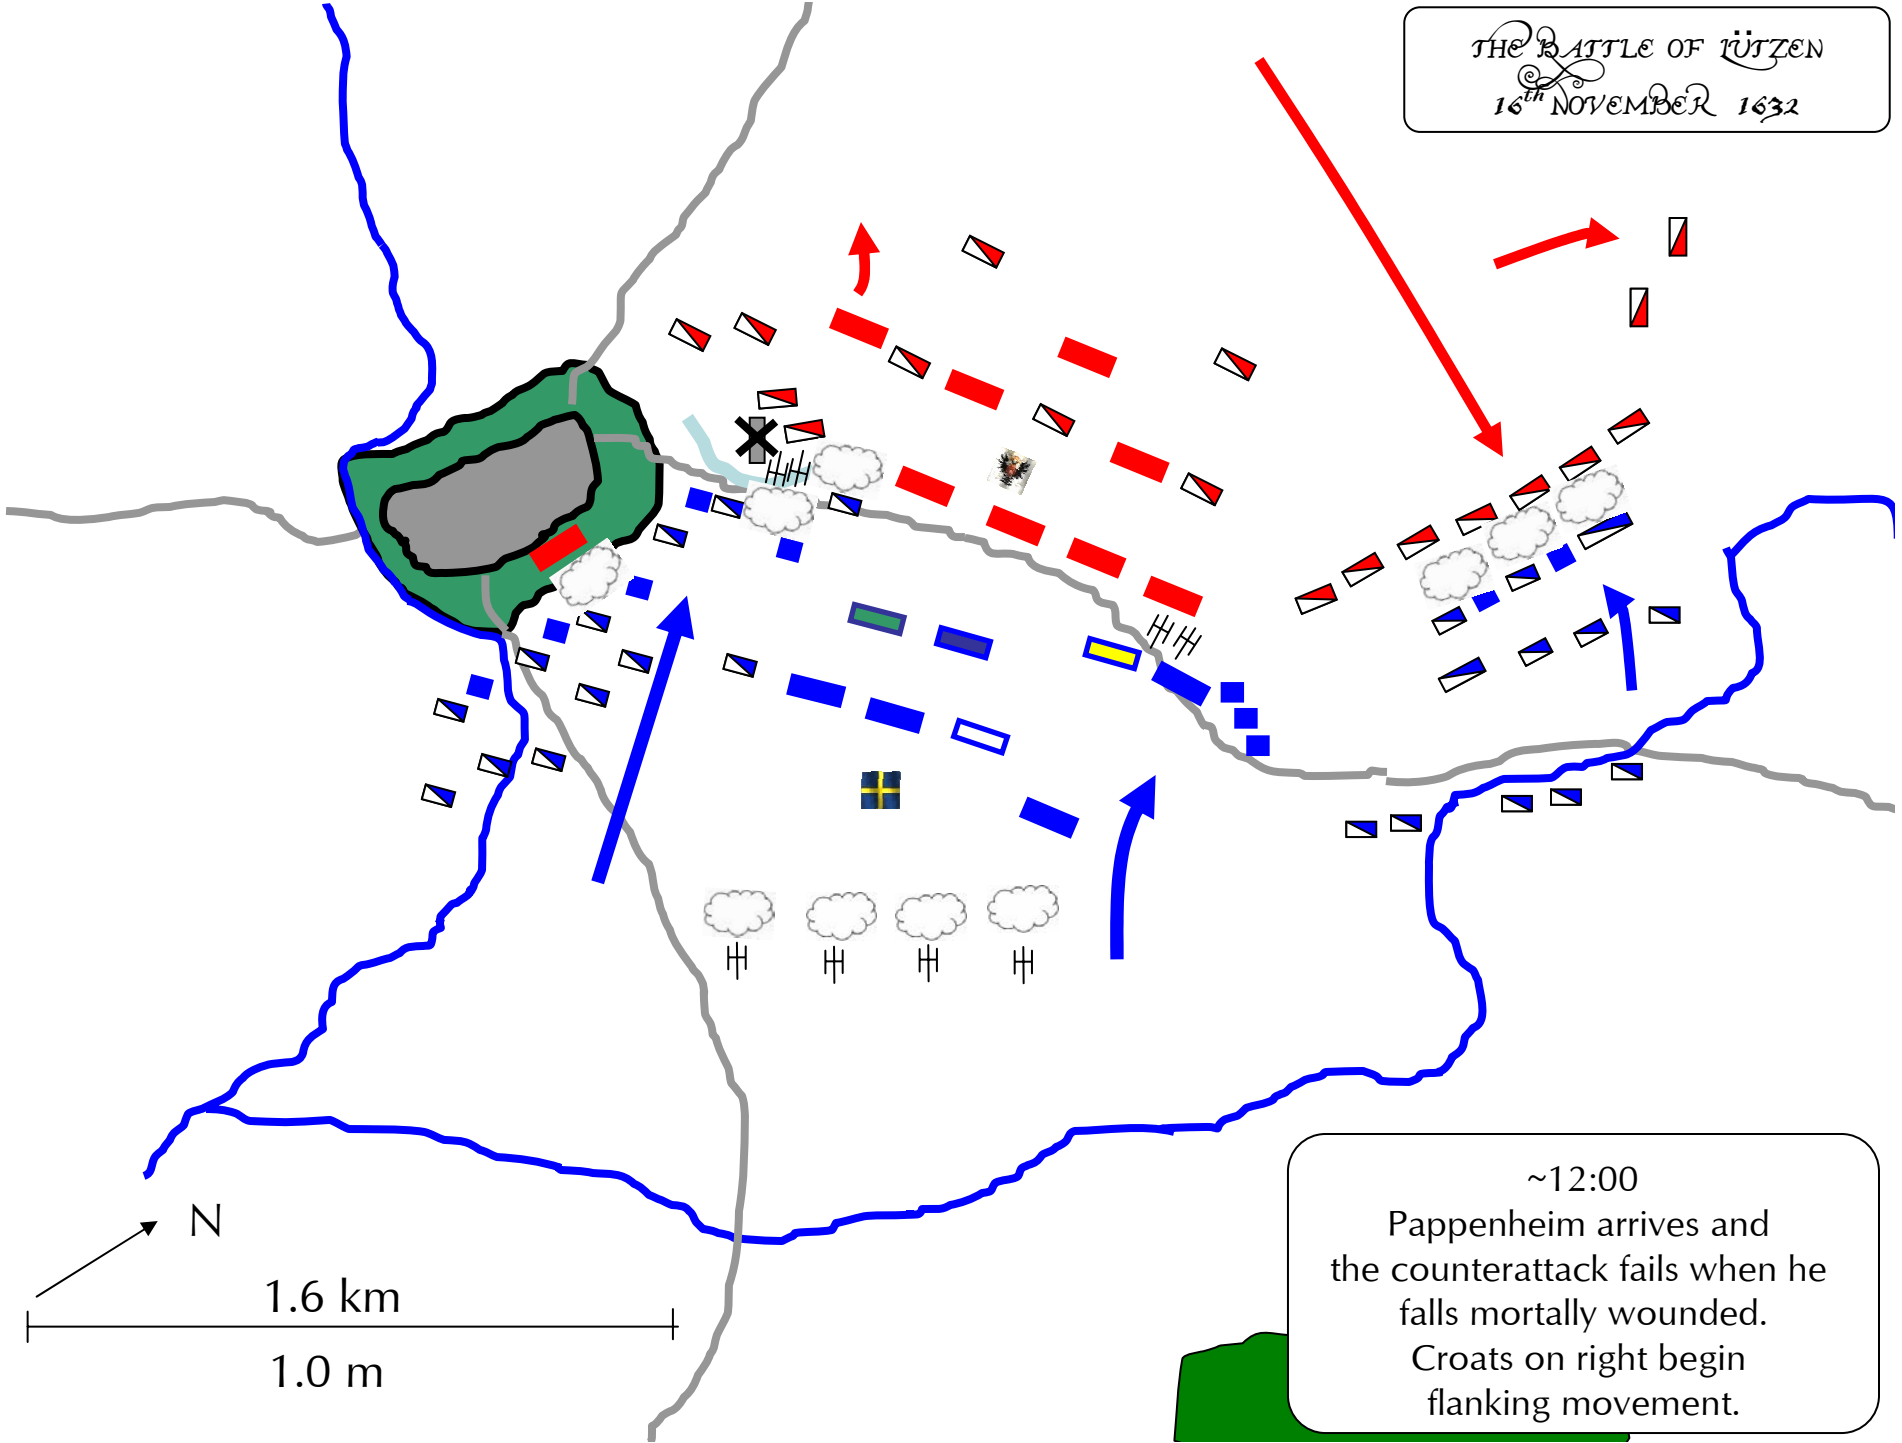 THE BATTLE OF LÜTZEN
16th NOVEMBER 1632
~12:00
Pappenheim arrives and
the counterattack fails when he
falls mortally wounded.
Croats on right begin
flanking movement.
N
1.6 km
1.0 m